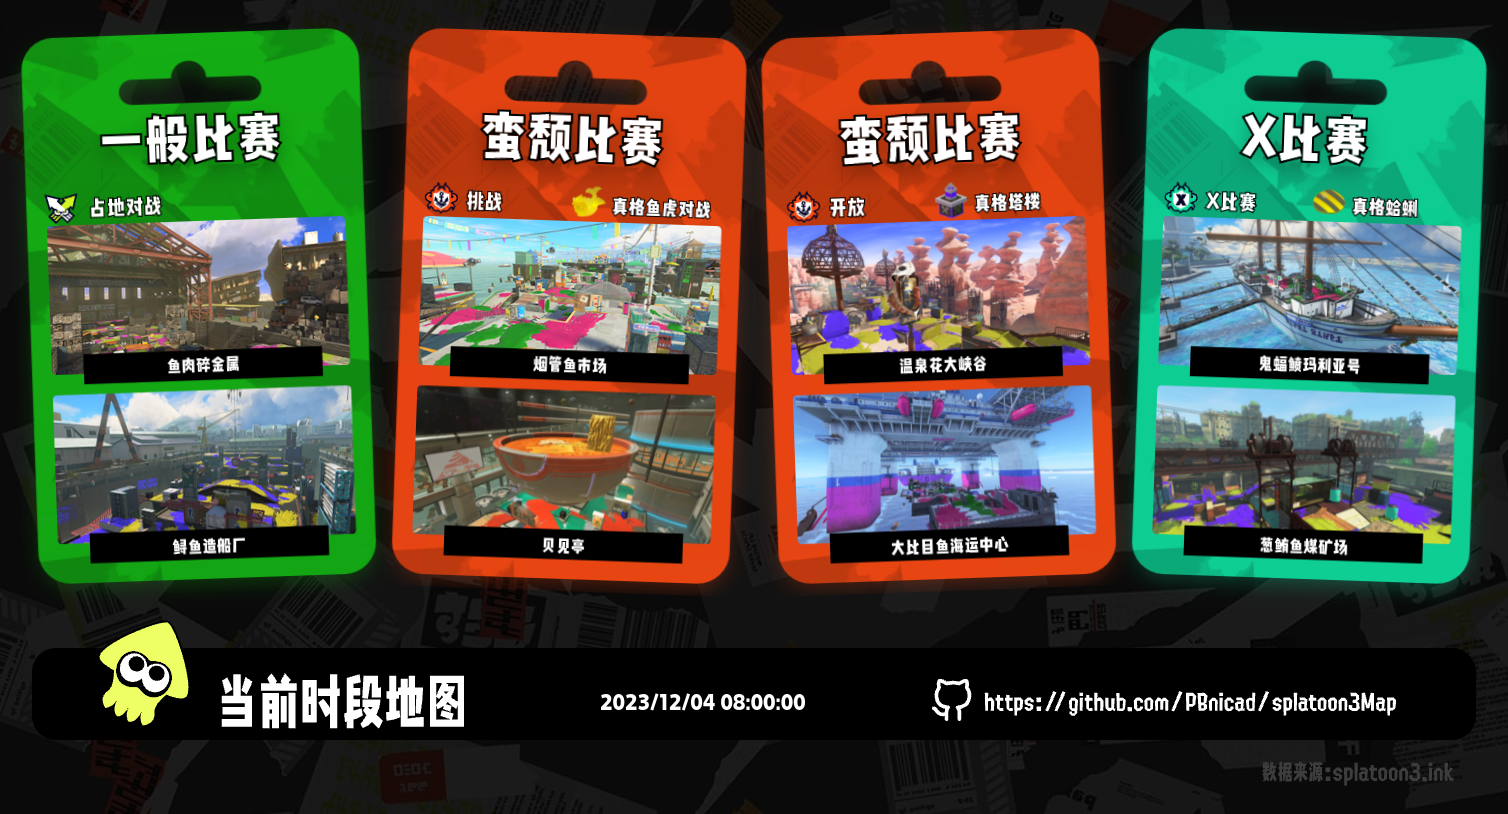 一般比赛
占地对战
鱼肉碎金属
鲟鱼造船厂
蛮颓比赛
挑战
真格鱼虎对战
烟管鱼市场
贝见亭
蛮颓比赛
开放
真格塔楼
温泉花大峡谷
大比目鱼海运中心
X比赛
X比赛
真格蛤蜊
鬼蝠鲼玛利亚号
葱鲔鱼煤矿场
当前时段地图
2023/12/04 08:00:00
https://github.com/PBnicad/splatoon3Map
数据来源:splatoon3.ink